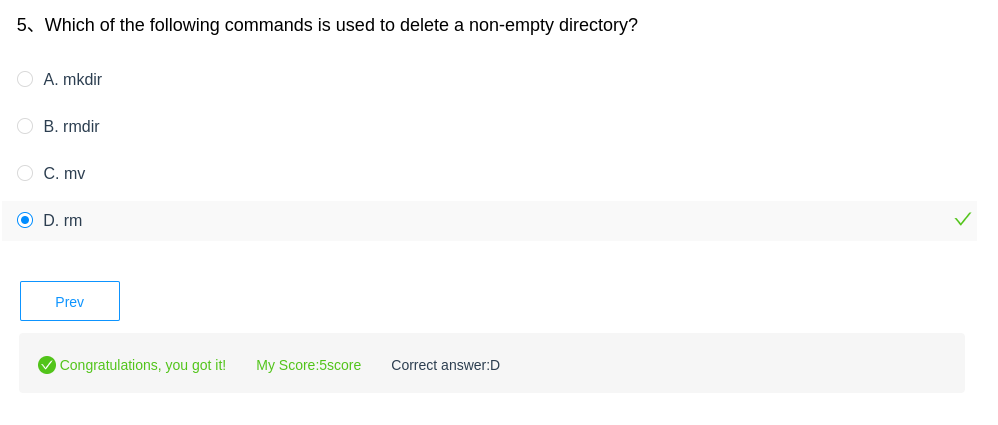 5、Which of the following commands is used to delete a non-empty directory?
A. mkdir
B. rmdir
C. mv
D. rm
Prev
Congratulations, you got it! My Score:5score Correct answer:D